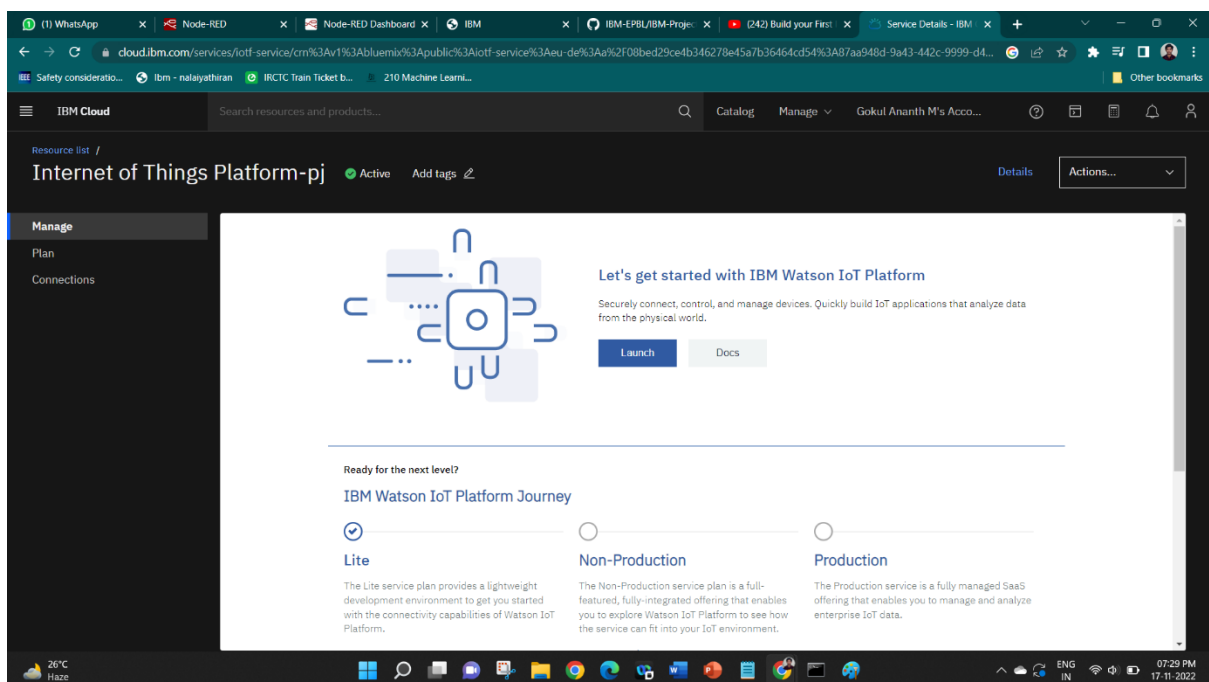 (1) WhatsApp
Node-RED
Node-RED Dashboard
IBM
IBM-EPBL/IBM-Projec
(242) Build your First
Service Details - IBM
cloud.ibm.com/services/iotf-service/crn%3Av1%3Abluemix%3Apublic%3Aiotf-service%3Aeu-de%3Aa%2F08bed29ce4b346278e45a7b36464cd54%3A87aa948d-9a43-442c-9999-d4...
Safety consideratio...
Ibm - nalaiyathiran
IRCTC Train Ticket b...
210 Machine Learni...
Other bookmarks
IBM Cloud
Search resources and products...
Catalog
Manage
Gokul Ananth M's Acco...
Resource list /
Internet of Things Platform-pj
Active
Add tags
Details
Actions...
Manage
Plan
Connections
Let's get started with IBM Watson IoT Platform
Securely connect, control, and manage devices. Quickly build IoT applications that analyze data
from the physical world.
Launch
Docs
Ready for the next level?
IBM Watson IoT Platform Journey
Lite
The Lite service plan provides a lightweight
development environment to get you started
with the connectivity capabilities of Watson IoT
Platform.
Non-Production
The Non-Production service plan is a full-
featured, fully-integrated offering that enables
you to explore Watson IoT Platform to see how
the service can fit into your IoT environment.
Production
The Production service is a fully managed SaaS
offering that enables you to manage and analyze
enterprise IoT data.
26°C
Haze
ENG
IN
07:29 PM
17-11-2022